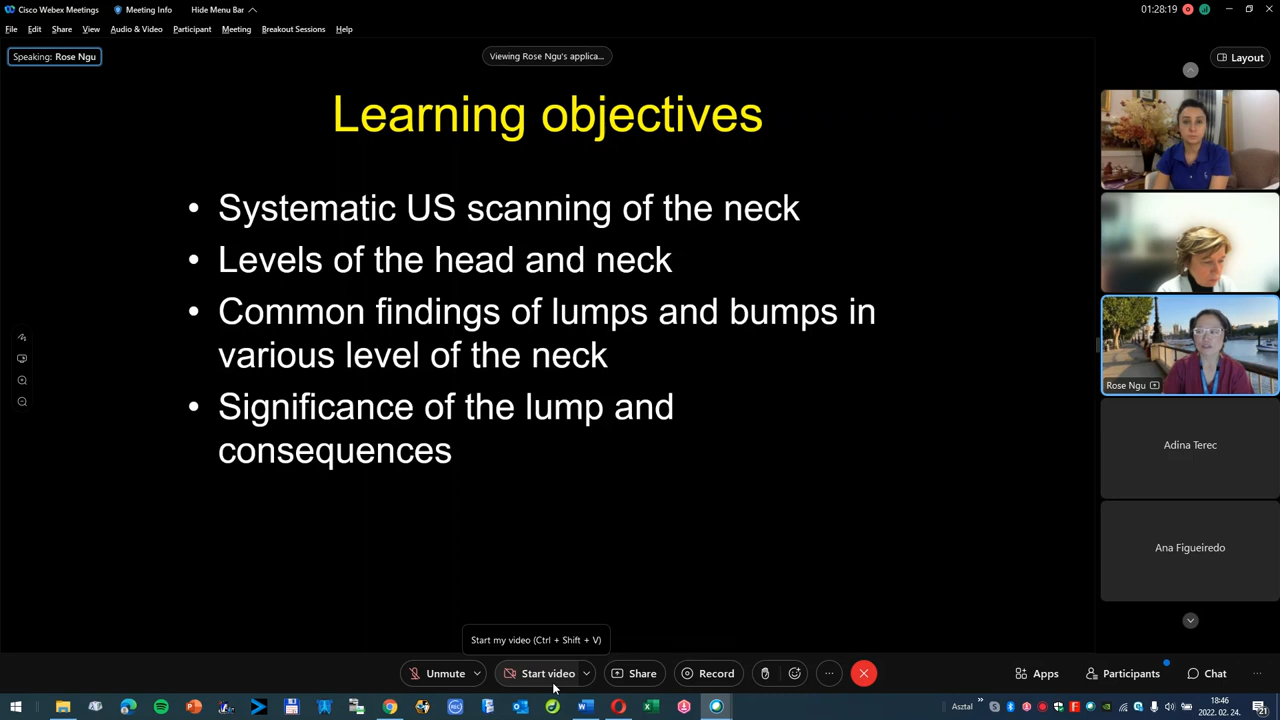 Cisco Webex Meetings
Meeting Info
Hide Menu Bar
01:28:19
File Edit Share View Audio & Video Participant Meeting Breakout Sessions Help
Speaking: Rose Ngu
Viewing Rose Ngu's applica...
Layout
Learning objectives
• Systematic US scanning of the neck
• Levels of the head and neck
• Common findings of lumps and bumps in
various level of the neck
• Significance of the lump and
consequences
Rose Ngu
Adina Terec
Ana Figueiredo
Start my video (Ctrl + Shift + V)
Unmute
Start video
Share
Record
Apps
Participants
Chat
Asztal
18:46
2022. 02. 24.